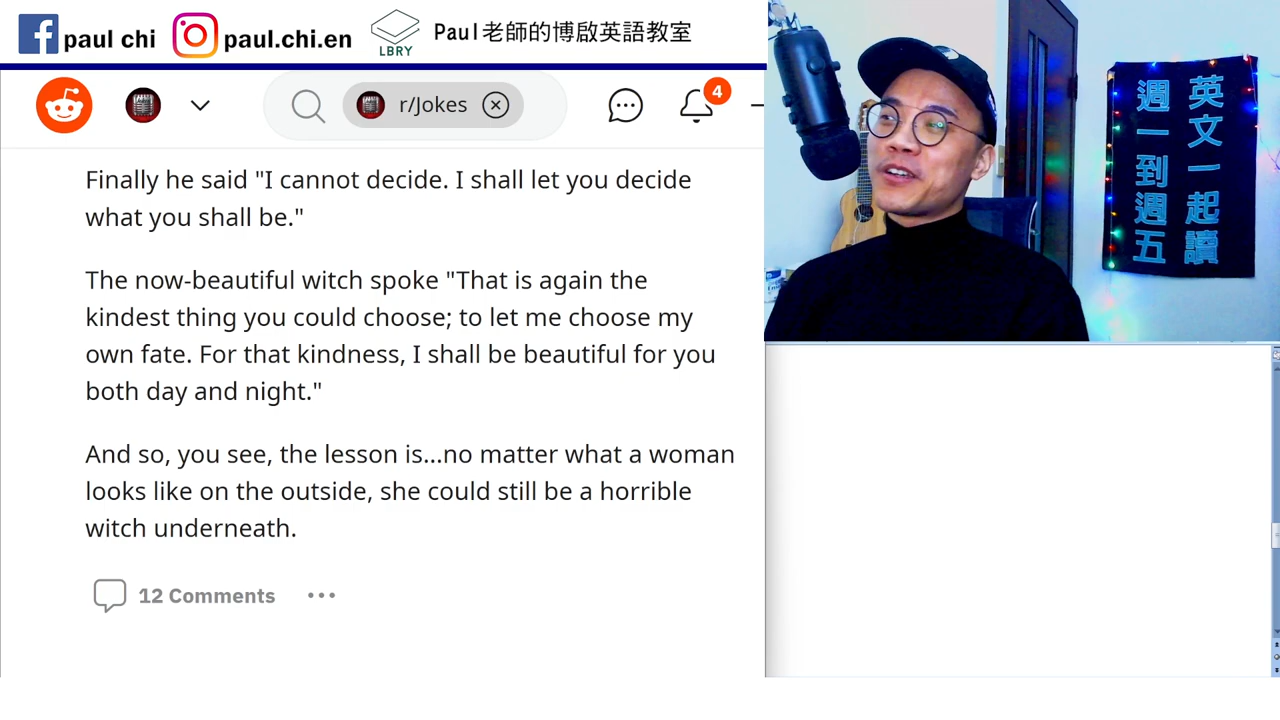 paul chi
paul.chi.en
LBRY
Paul老師的博啟英語教室
r/Jokes
4
Finally he said "I cannot decide. I shall let you decide
what you shall be."
The now-beautiful witch spoke "That is again the
kindest thing you could choose; to let me choose my
own fate. For that kindness, I shall be beautiful for you
both day and night."
And so, you see, the lesson is...no matter what a woman
looks like on the outside, she could still be a horrible
witch underneath.
12 Comments
英文一起讀
週一到週五